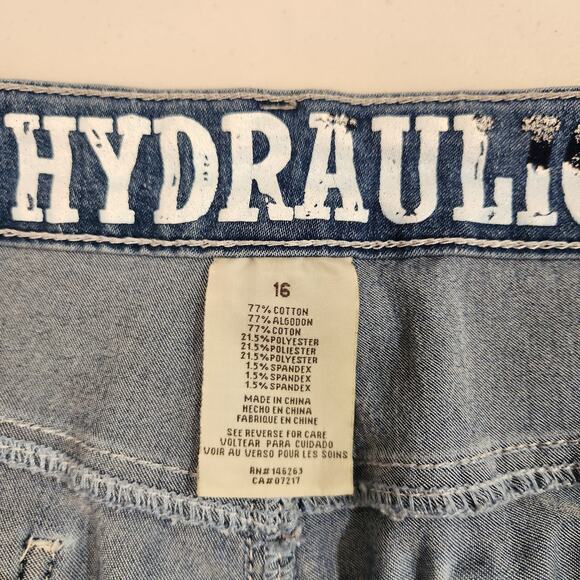 HYDRAULIC
16
77% COTTON
77% ALGODON
77% COTON
21.5% POLYESTER
21.5% POLIESTER
21.5% POLYESTER
1.5% SPANDEX
1.5% SPANDEX
1.5% SPANDEX
MADE IN CHINA
HECHO EN CHINA
FABRIQUE EN CHINE
SEE REVERSE FOR CARE
VOLTEAR PARA CUIDADO
VOIR AU VERSO POUR LES SOINS
RN# 146263
CA# 07217